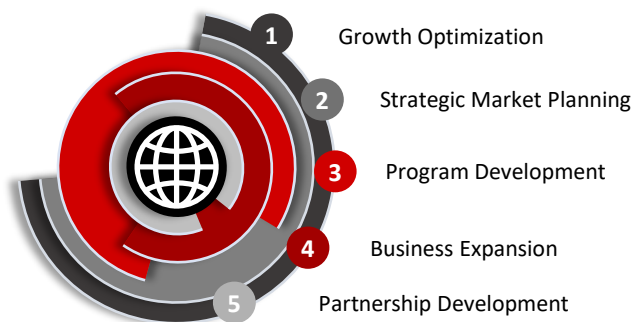 1 Growth Optimization
2 Strategic Market Planning
3 Program Development
4 Business Expansion
5 Partnership Development